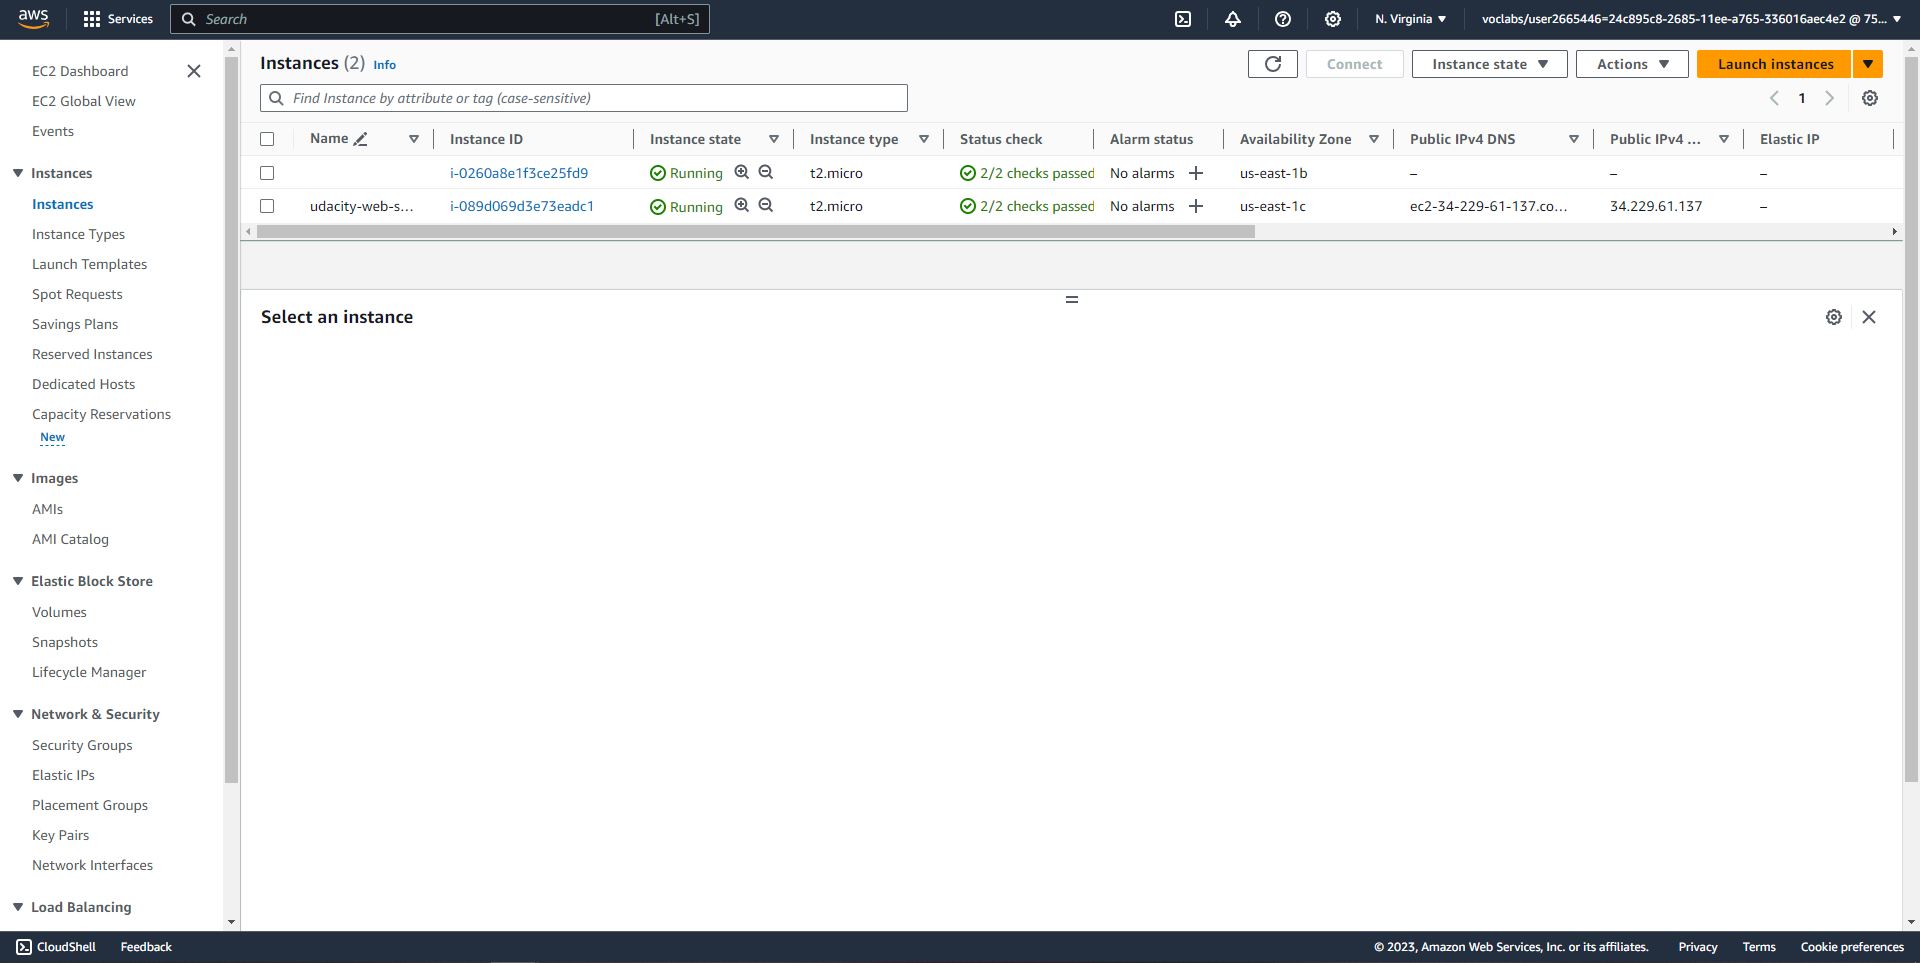 aws Services Search [Alt+S] N. Virginia voclabs/user2665446=24c895c8-2685-11ee-a765-336016aec4e2 @ 75...
EC2 Dashboard
EC2 Global View
Events
Instances
Instances
Instance Types
Launch Templates
Spot Requests
Savings Plans
Reserved Instances
Dedicated Hosts
Capacity Reservations
New
Images
AMIs
AMI Catalog
Elastic Block Store
Volumes
Snapshots
Lifecycle Manager
Network & Security
Security Groups
Elastic IPs
Placement Groups
Key Pairs
Network Interfaces
Load Balancing
Instances (2) Info Connect Instance state Actions Launch instances
Find Instance by attribute or tag (case-sensitive) 1
Name Instance ID Instance state Instance type Status check Alarm status Availability Zone Public IPv4 DNS Public IPv4 ... Elastic IP
i-0260a8e1f3ce25fd9 Running t2.micro 2/2 checks passed No alarms us-east-1b – – –
udacity-web-s... i-089d069d3e73eadc1 Running t2.micro 2/2 checks passed No alarms us-east-1c ec2-34-229-61-137.co... 34.229.61.137 –
Select an instance
CloudShell Feedback © 2023, Amazon Web Services, Inc. or its affiliates. Privacy Terms Cookie preferences